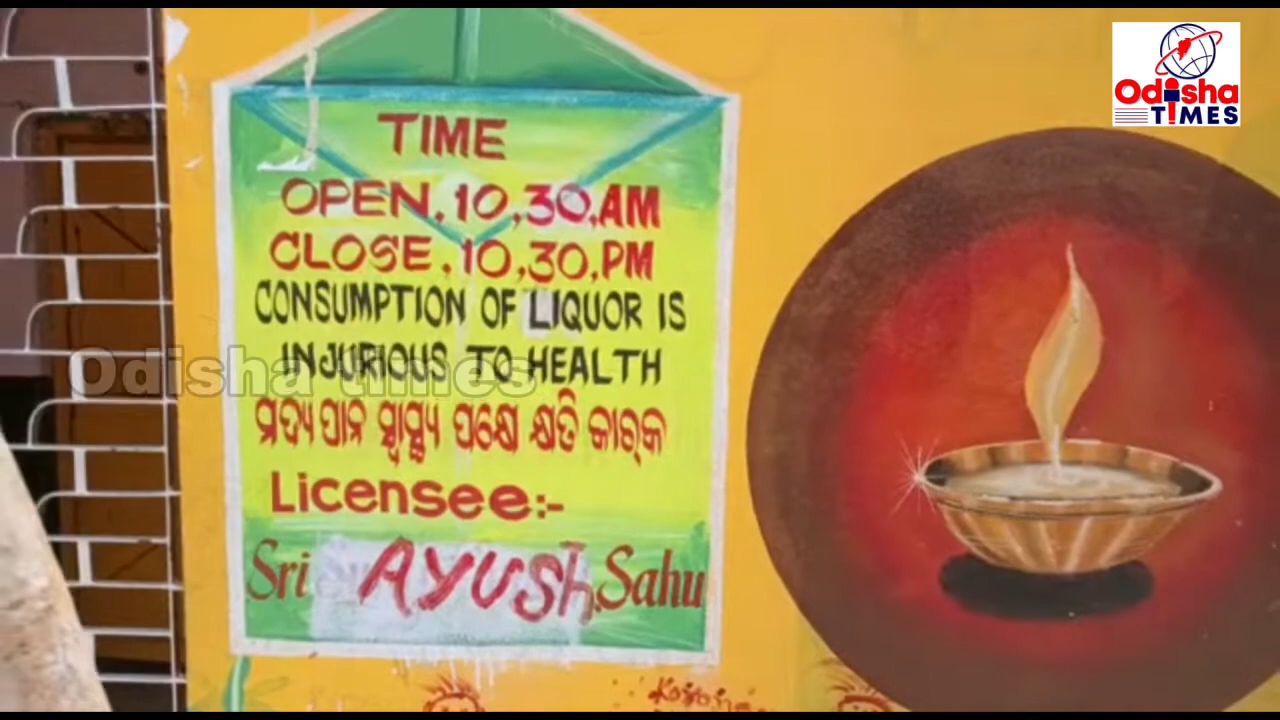 Odisha
TIMES
TIME
OPEN, 10,30,AM
CLOSE, 10,30,PM
CONSUMPTION OF LIQUOR IS
INJURIOUS TO HEALTH
Odisha times
ମଦ୍ୟପାନ ସ୍ୱାସ୍ଥ୍ୟ ପକ୍ଷେ କ୍ଷତି କାରକ
Licensee:-
Sri AYUSh Sahu